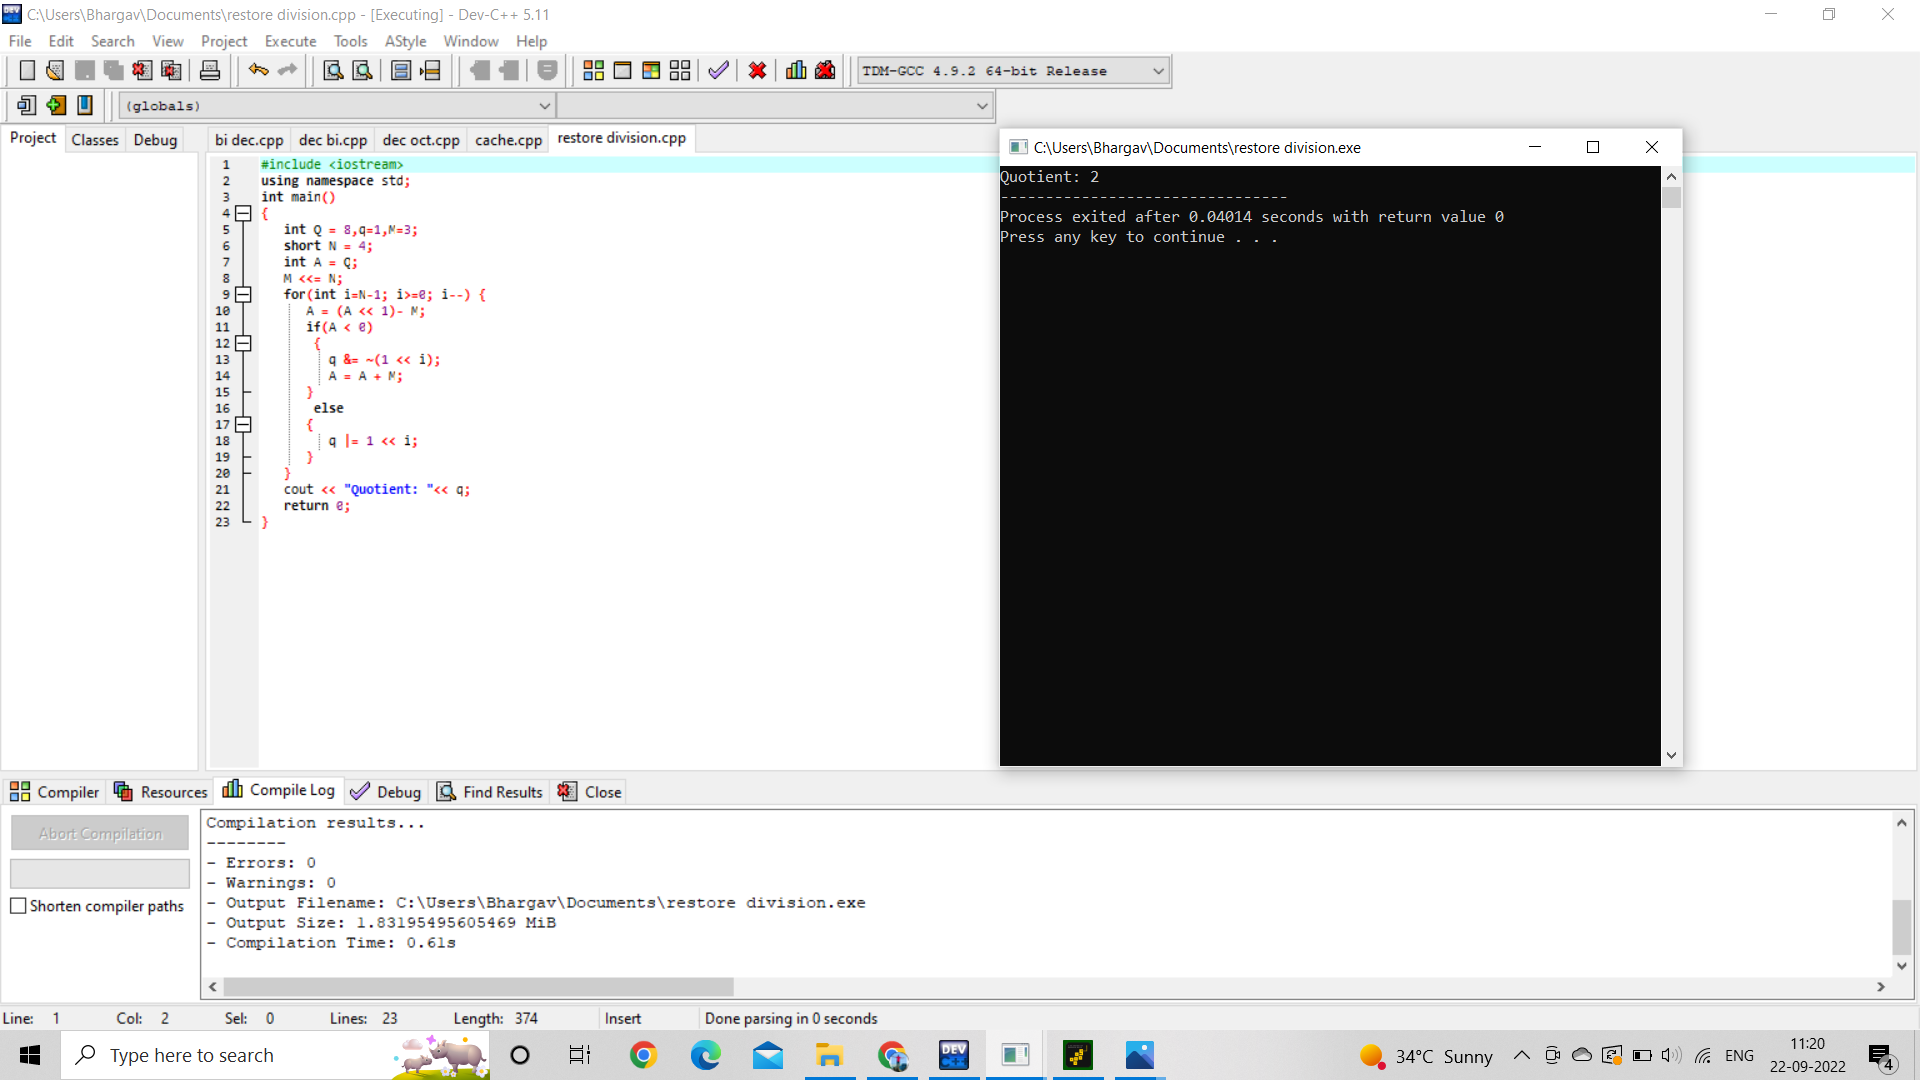 C:\Users\Bhargav\Documents\restore division.cpp - [Executing] - Dev-C++ 5.11
File Edit Search View Project Execute Tools AStyle Window Help
TDM-GCC 4.9.2 64-bit Release
(globals)
Project Classes Debug
bi dec.cpp dec bi.cpp dec oct.cpp cache.cpp restore division.cpp
1 #include <iostream>
2 using namespace std;
3 int main()
4 {
5 int Q = 8,q=1,M=3;
6 short N = 4;
7 int A = Q;
8 M <<= N;
9 for(int i=N-1; i>=0; i--) {
10 A = (A << 1)- M;
11 if(A < 0)
12 {
13 q &= ~(1 << i);
14 A = A + M;
15 }
16 else
17 {
18 q |= 1 << i;
19 }
20 }
21 cout << "Quotient: "<< q;
22 return 0;
23 }
C:\Users\Bhargav\Documents\restore division.exe
Quotient: 2
--------------------------------
Process exited after 0.04014 seconds with return value 0
Press any key to continue . . .
Compiler Resources Compile Log Debug Find Results Close
Abort Compilation
Shorten compiler paths
Compilation results...
--------
- Errors: 0
- Warnings: 0
- Output Filename: C:\Users\Bhargav\Documents\restore division.exe
- Output Size: 1.83195495605469 MiB
- Compilation Time: 0.61s
Line: 1 Col: 2 Sel: 0 Lines: 23 Length: 374 Insert Done parsing in 0 seconds
Type here to search
DEV
34°C Sunny
ENG
11:20
22-09-2022
4